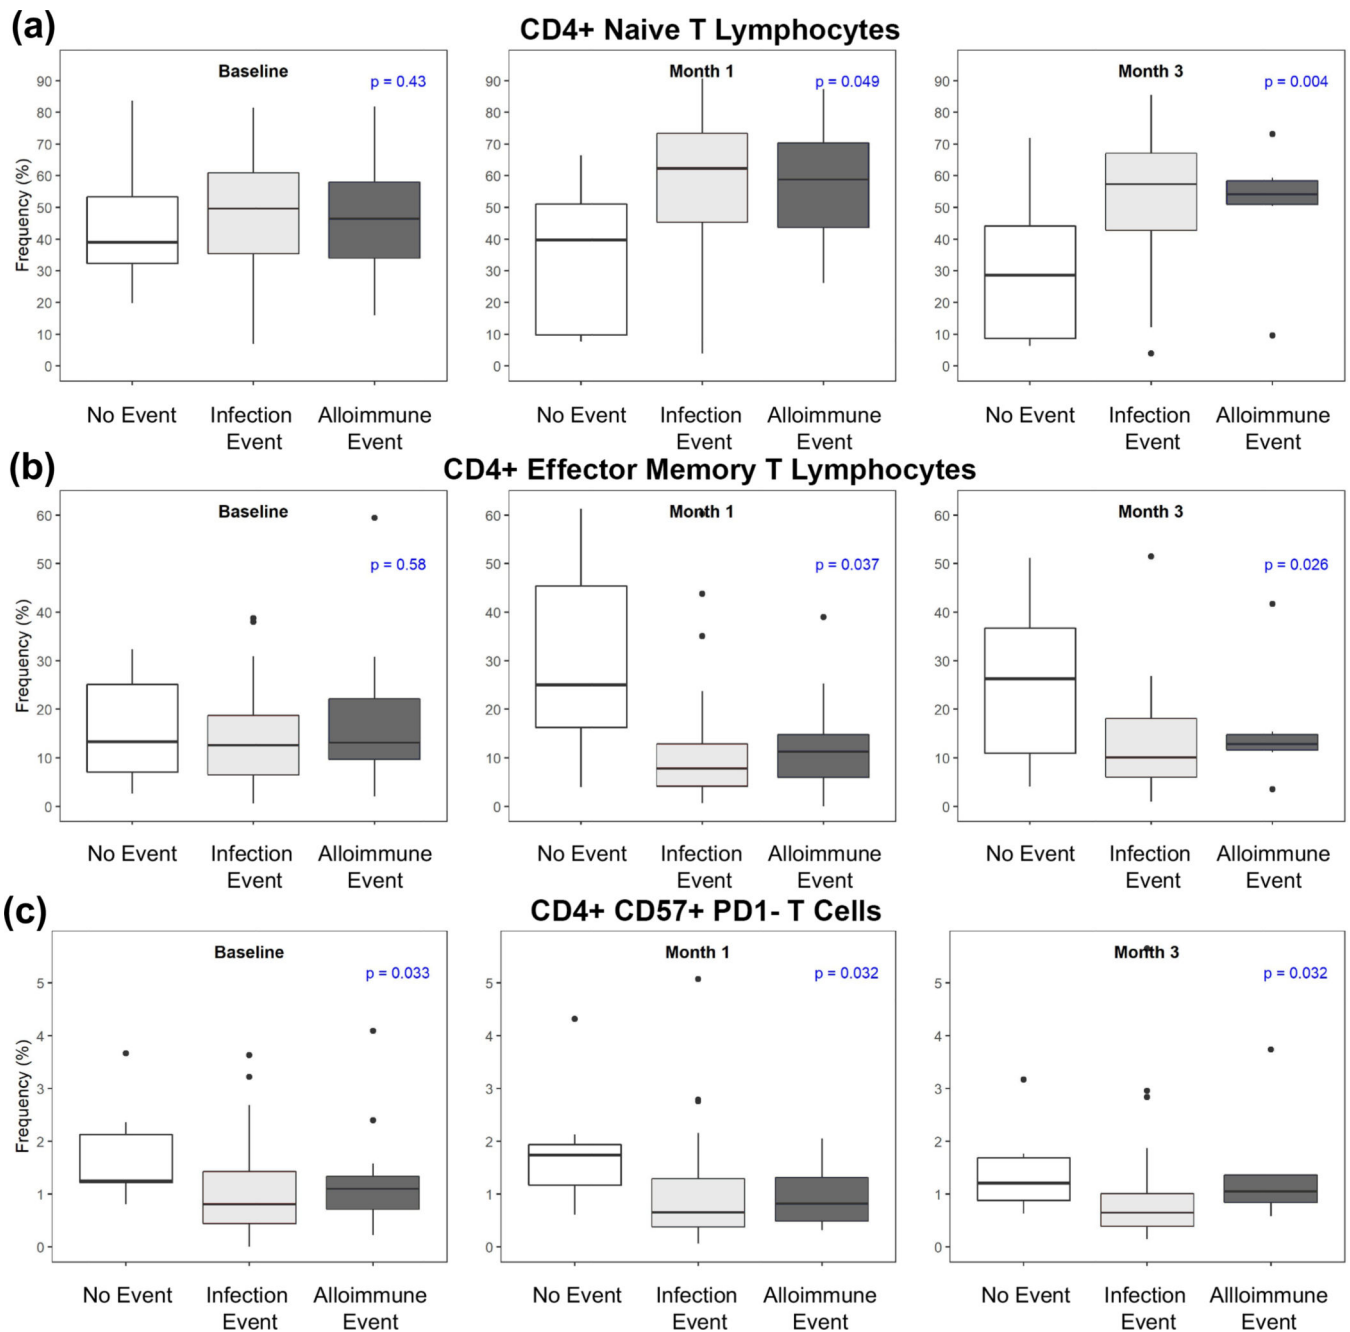 (a)
CD4+ Naive T Lymphocytes
Baseline
p = 0.43
Month 1
p = 0.049
Month 3
p = 0.004
Frequency (%)
90
80
70
60
50
40
30
20
10
0
90
80
70
60
50
40
30
20
10
0
90
80
70
60
50
40
30
20
10
0
No Event
Infection
Event
Alloimmune
Event
No Event
Infection
Event
Alloimmune
Event
No Event
Infection
Event
Alloimmune
Event
(b)
CD4+ Effector Memory T Lymphocytes
Baseline
p = 0.58
Month 1
p = 0.037
Month 3
p = 0.026
Frequency (%)
60
50
40
30
20
10
0
60
50
40
30
20
10
0
60
50
40
30
20
10
0
No Event
Infection
Event
Alloimmune
Event
No Event
Infection
Event
Alloimmune
Event
No Event
Infection
Event
Alloimmune
Event
(c)
CD4+ CD57+ PD1- T Cells
Baseline
p = 0.033
Month 1
p = 0.032
Month 3
p = 0.032
Frequency (%)
5
4
3
2
1
0
5
4
3
2
1
0
5
4
3
2
1
0
No Event
Infection
Event
Alloimmune
Event
No Event
Infection
Event
Alloimmune
Event
No Event
Infection
Event
Allloimmune
Event